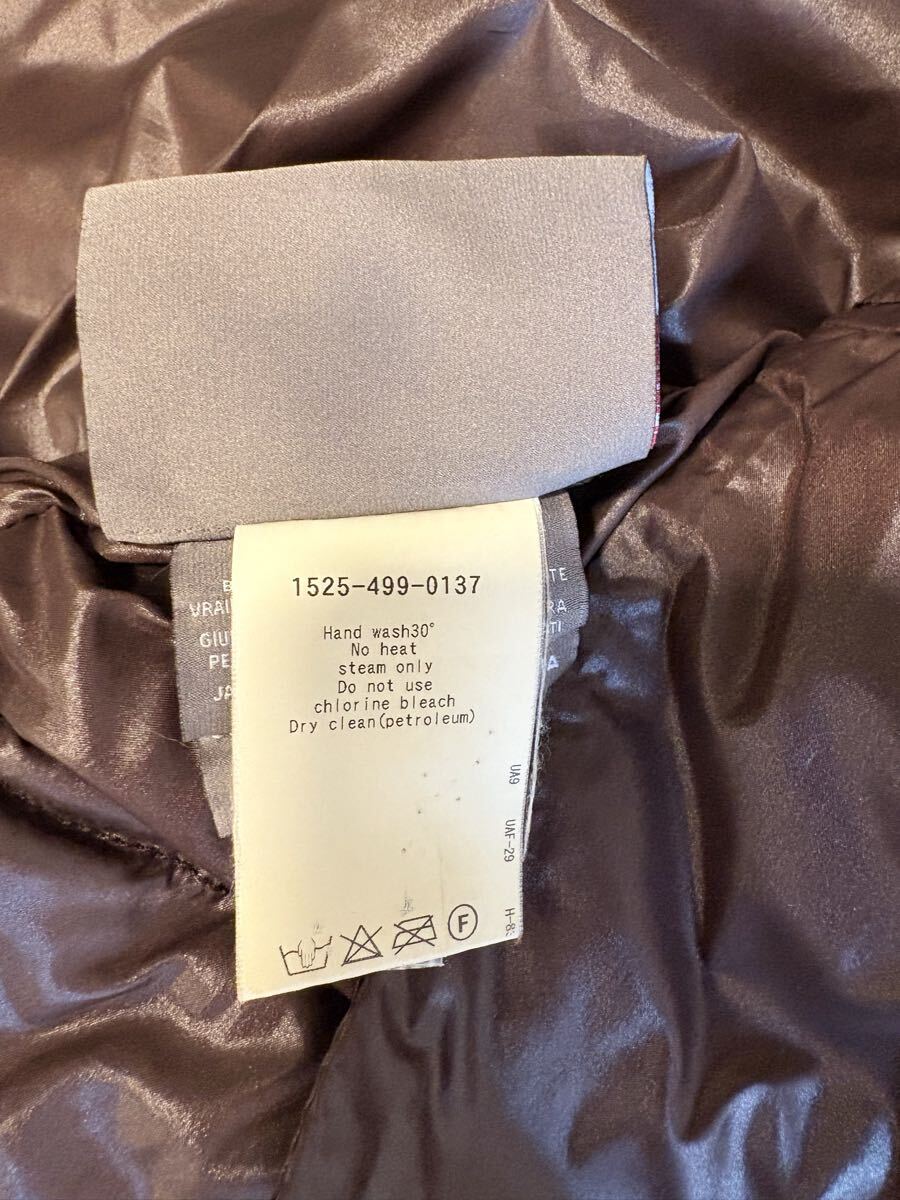 1525-499-0137
Hand wash30°
No heat
steam only
Do not use
chlorine bleach
Dry clean(petroleum)
UA9
UAF-29
F